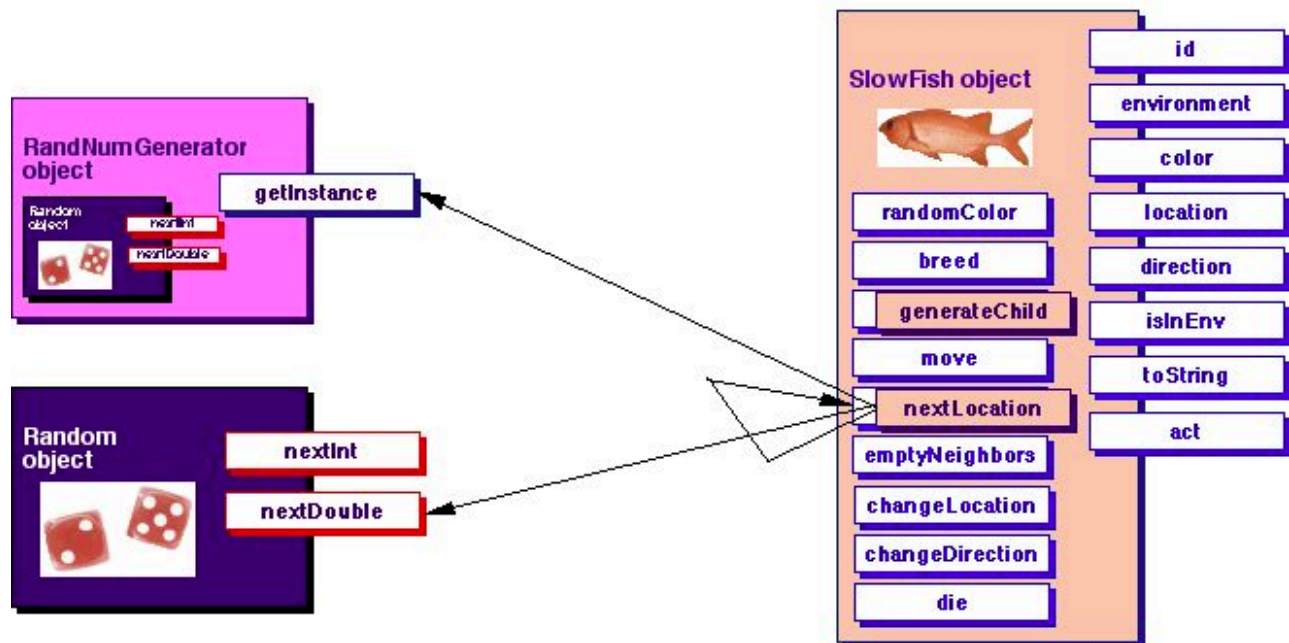 RandNumGenerator
object
getInstance
Random
object
nextInt
nextDouble
Random
object
nextInt
nextDouble
SlowFish object
randomColor
breed
generateChild
move
nextLocation
emptyNeighbors
changeLocation
changeDirection
die
id
environment
color
location
direction
isInEnv
toString
act